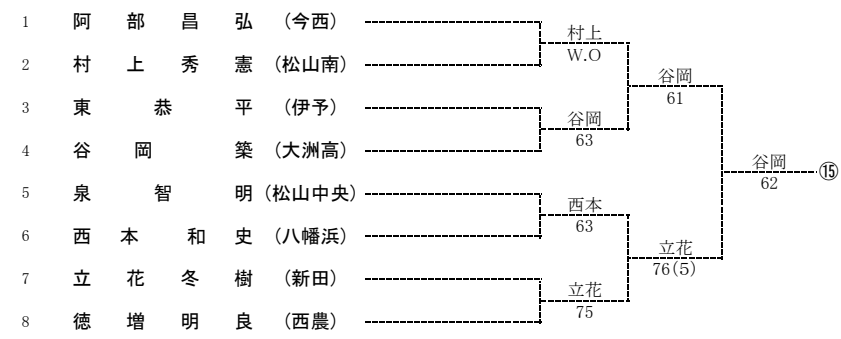 1 阿部昌弘 (今西)
村上
2 村上秀憲 (松山南)
W.O
谷岡
61
3 東恭平 (伊予)
谷岡
63
4 谷岡築 (大洲高)
谷岡 ⑮
62
5 泉智明 (松山中央)
西本
63
6 西本和史 (八幡浜)
立花
76(5)
7 立花冬樹 (新田)
立花
75
8 徳増明良 (西農)